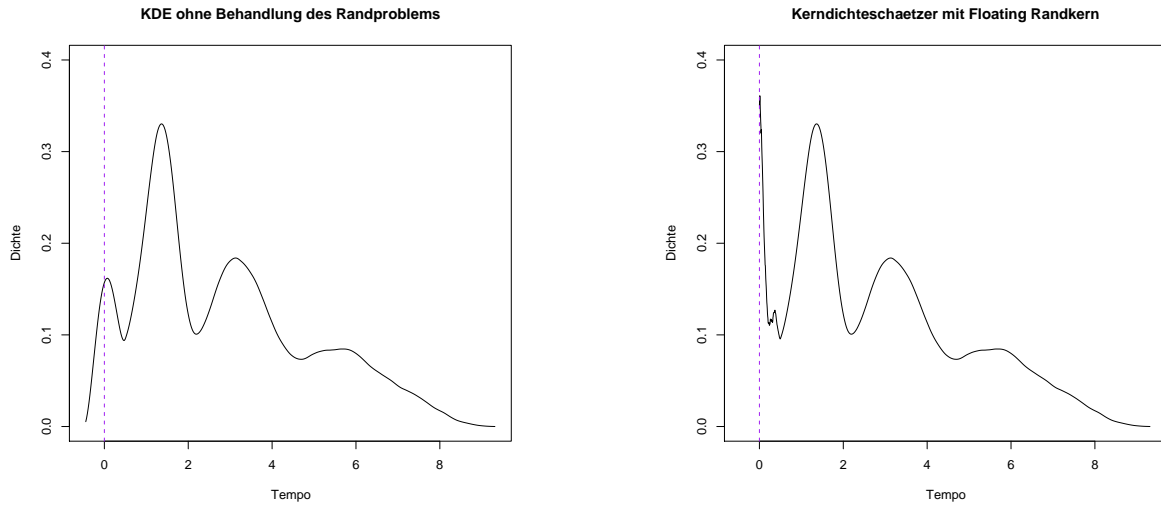 KDE ohne Behandlung des Randproblems
0.4
0.3
0.2
0.1
0.0
Dichte
0 2 4 6 8
Tempo
Kerndichteschaetzer mit Floating Randkern
0.4
0.3
0.2
0.1
0.0
Dichte
0 2 4 6 8
Tempo